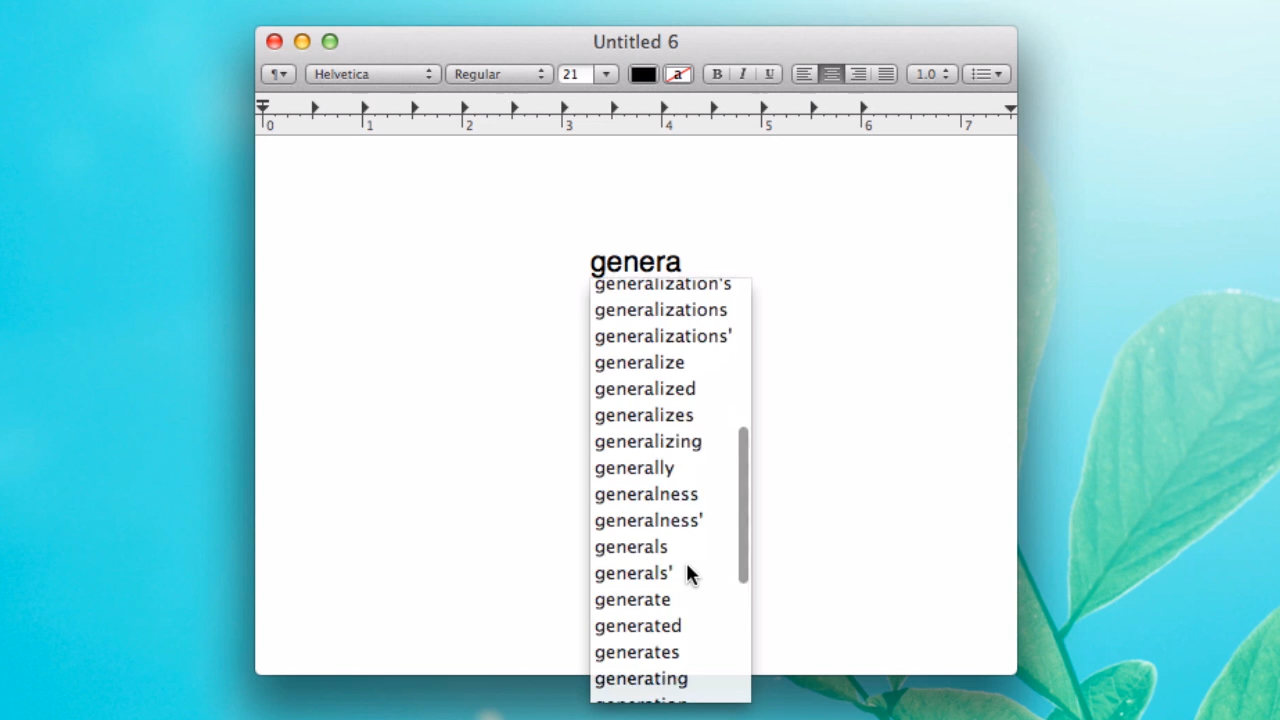 Untitled 6
¶ Helvetica Regular 21 a B I U 1.0
0 1 2 3 4 5 6 7
genera
generalization's
generalizations
generalizations'
generalize
generalized
generalizes
generalizing
generally
generalness
generalness'
generals
generals'
generate
generated
generates
generating